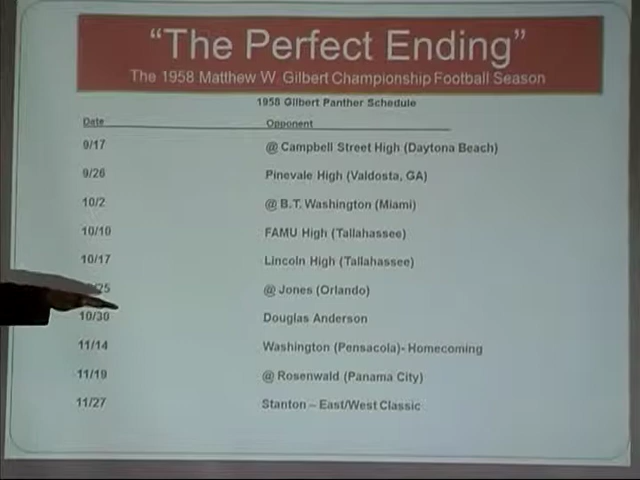 “The Perfect Ending”
The 1958 Matthew W. Gilbert Championship Football Season
1958 Gilbert Panther Schedule
Date Opponent
9/17 @ Campbell Street High (Daytona Beach)
9/26 Pinevale High (Valdosta, GA)
10/2 @ B.T. Washington (Miami)
10/10 FAMU High (Tallahassee)
10/17 Lincoln High (Tallahassee)
@ Jones (Orlando)
10/30 Douglas Anderson
11/14 Washington (Pensacola)- Homecoming
11/19 @ Rosenwald (Panama City)
11/27 Stanton – East/West Classic